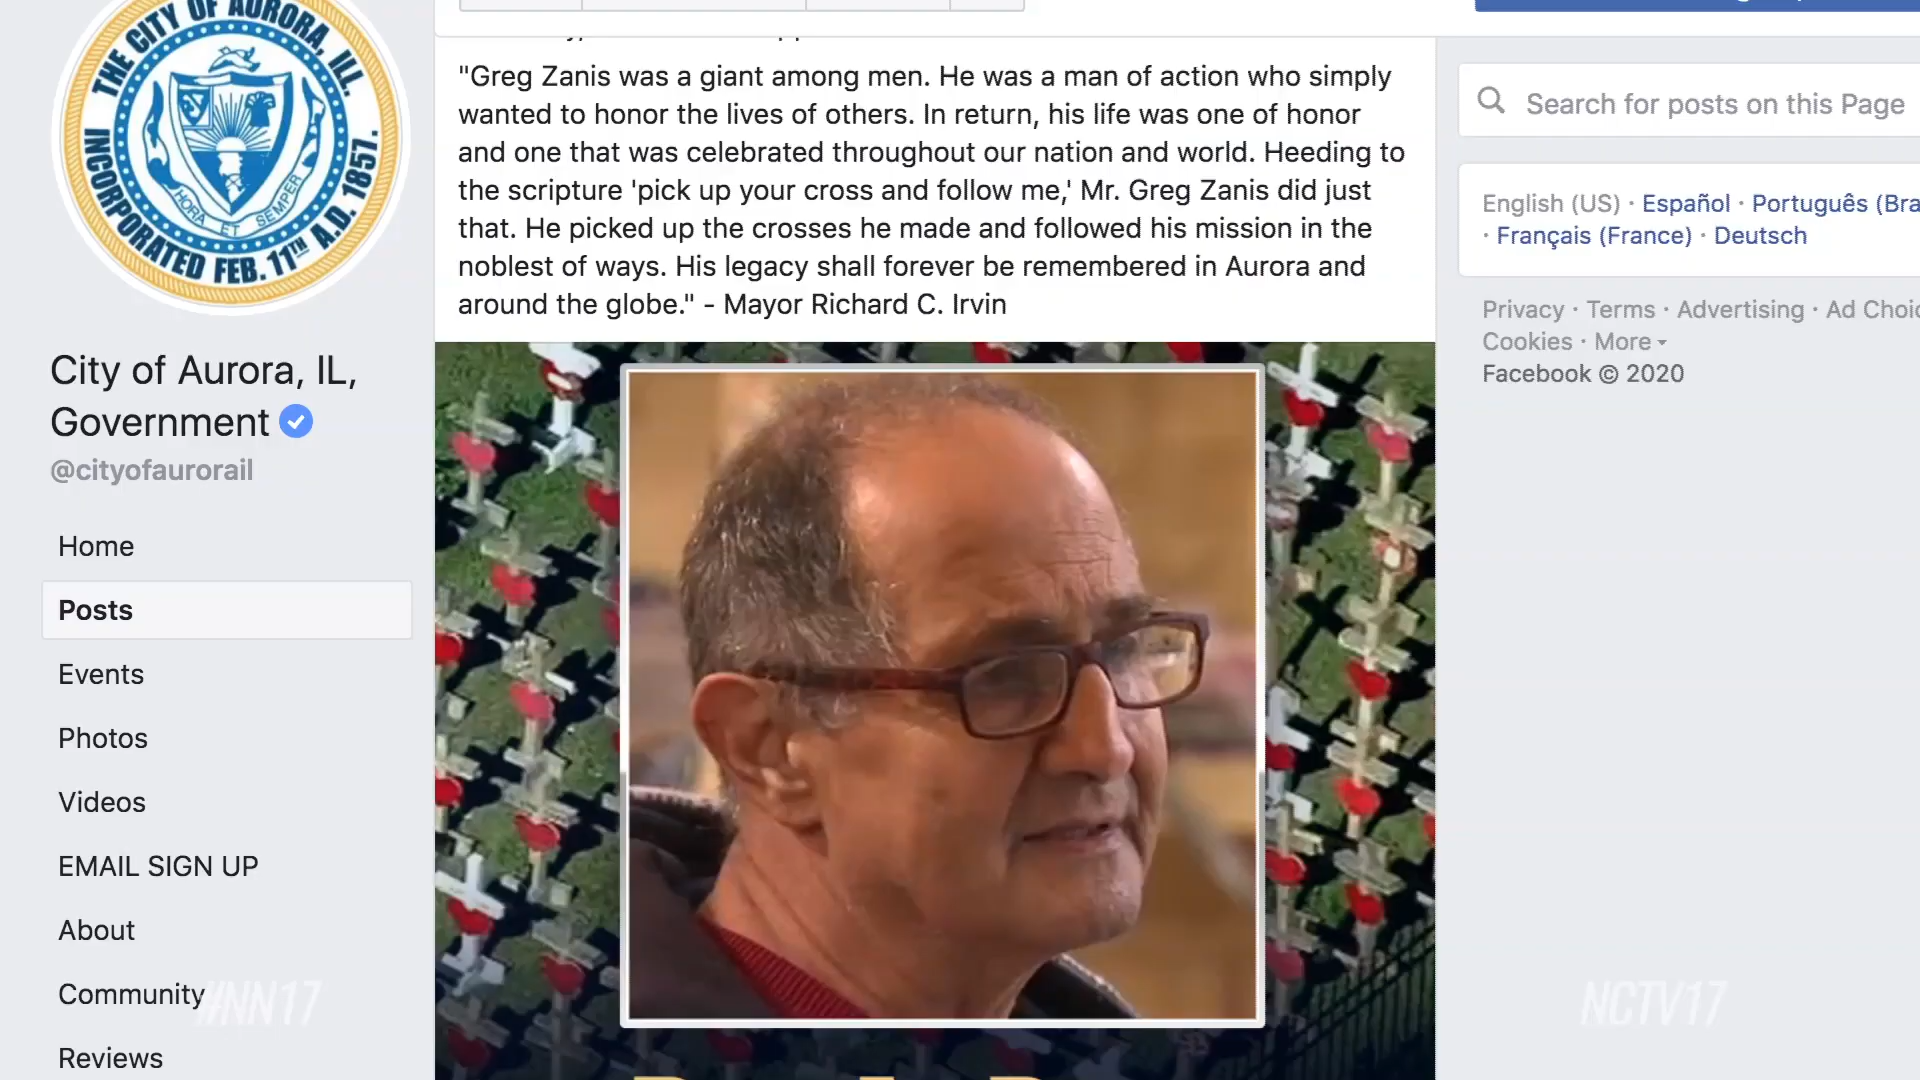 THE CITY OF AURORA, ILL.
INCORPORATED FEB. 11TH A.D. 1857.
HORA ET SEMPER
City of Aurora, IL,
Government
@cityofaurorail
Home
Posts
Events
Photos
Videos
EMAIL SIGN UP
About
Community
Reviews
"Greg Zanis was a giant among men. He was a man of action who simply
wanted to honor the lives of others. In return, his life was one of honor
and one that was celebrated throughout our nation and world. Heeding to
the scripture 'pick up your cross and follow me,' Mr. Greg Zanis did just
that. He picked up the crosses he made and followed his mission in the
noblest of ways. His legacy shall forever be remembered in Aurora and
around the globe." - Mayor Richard C. Irvin
Search for posts on this Page
English (US) · Español · Português (Bra
· Français (France) · Deutsch
Privacy · Terms · Advertising · Ad Choic
Cookies · More
Facebook © 2020
#NN17
NCTV17